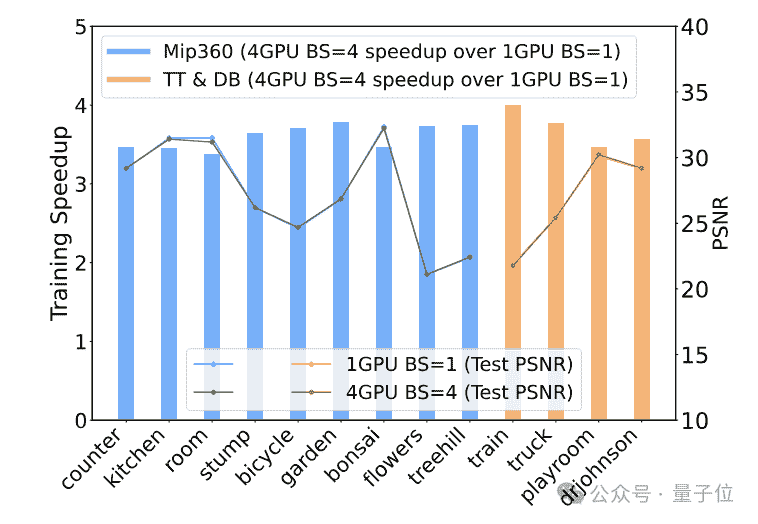 5
4
3
2
1
0
Training Speedup
40
35
30
25
20
15
10
PSNR
Mip360 (4GPU BS=4 speedup over 1GPU BS=1)
TT & DB (4GPU BS=4 speedup over 1GPU BS=1)
1GPU BS=1 (Test PSNR)
4GPU BS=4 (Test PSNR)
counter
kitchen
room
stump
bicycle
garden
bonsai
flowers
treehill
train
truck
playroom
drjohnson
公众号 · 量子位